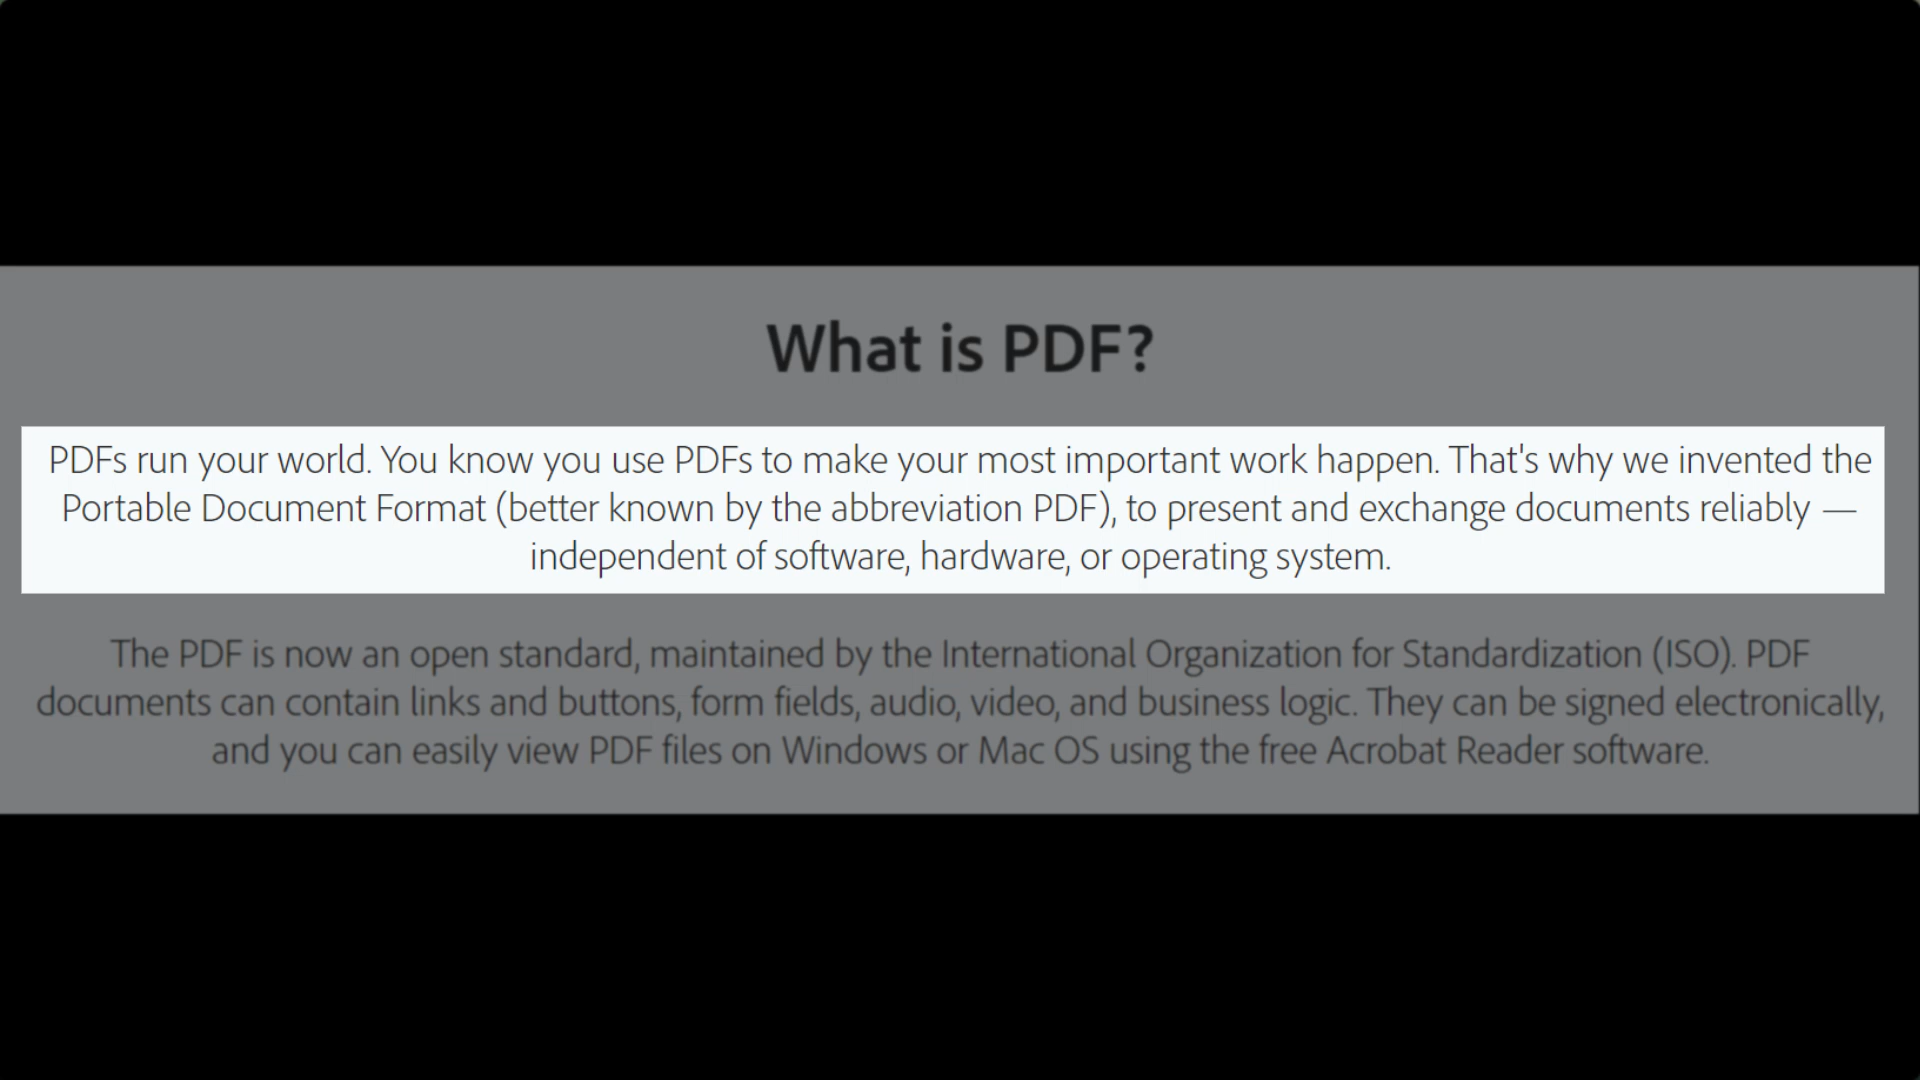 What is PDF?
PDFs run your world. You know you use PDFs to make your most important work happen. That's why we invented the
Portable Document Format (better known by the abbreviation PDF), to present and exchange documents reliably —
independent of software, hardware, or operating system.
The PDF is now an open standard, maintained by the International Organization for Standardization (ISO). PDF
documents can contain links and buttons, form fields, audio, video, and business logic. They can be signed electronically,
and you can easily view PDF files on Windows or Mac OS using the free Acrobat Reader software.